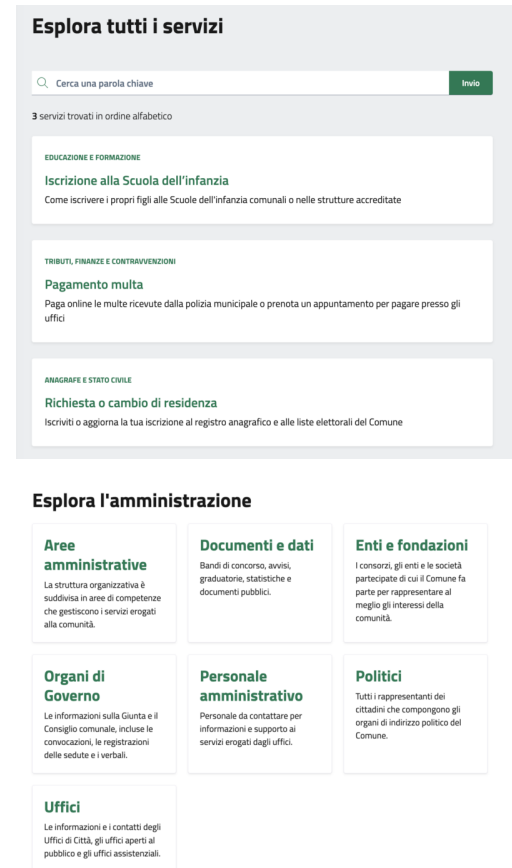 Esplora tutti i servizi
Cerca una parola chiave
Invio
3 servizi trovati in ordine alfabetico
EDUCAZIONE E FORMAZIONE
Iscrizione alla Scuola dell’infanzia
Come iscrivere i propri figli alle Scuole dell’infanzia comunali o nelle strutture accreditate
TRIBUTI, FINANZE E CONTRAVVENZIONI
Pagamento multa
Paga online le multe ricevute dalla polizia municipale o prenota un appuntamento per pagare presso gli
uffici
ANAGRAFE E STATO CIVILE
Richiesta o cambio di residenza
Iscriviti o aggiorna la tua iscrizione al registro anagrafico e alle liste elettorali del Comune
Esplora l'amministrazione
Aree
amministrative
La struttura organizzativa è
suddivisa in aree di competenze
che gestiscono i servizi erogati
alla comunità.
Documenti e dati
Bandi di concorso, avvisi,
graduatorie, statistiche e
documenti pubblici.
Enti e fondazioni
I consorzi, gli enti e le società
partecipate di cui il Comune fa
parte per rappresentare al
meglio gli interessi della
comunità.
Organi di
Governo
Le informazioni sulla Giunta e il
Consiglio comunale, incluse le
convocazioni, le registrazioni
delle sedute e i verbali.
Personale
amministrativo
Personale da contattare per
informazioni e supporto ai
servizi erogati dagli uffici.
Politici
Tutti i rappresentanti dei
cittadini che compongono gli
organi di indirizzo politico del
Comune.
Uffici
Le informazioni e i contatti degli
Uffici di Città, gli uffici aperti al
pubblico e gli uffici assistenziali.